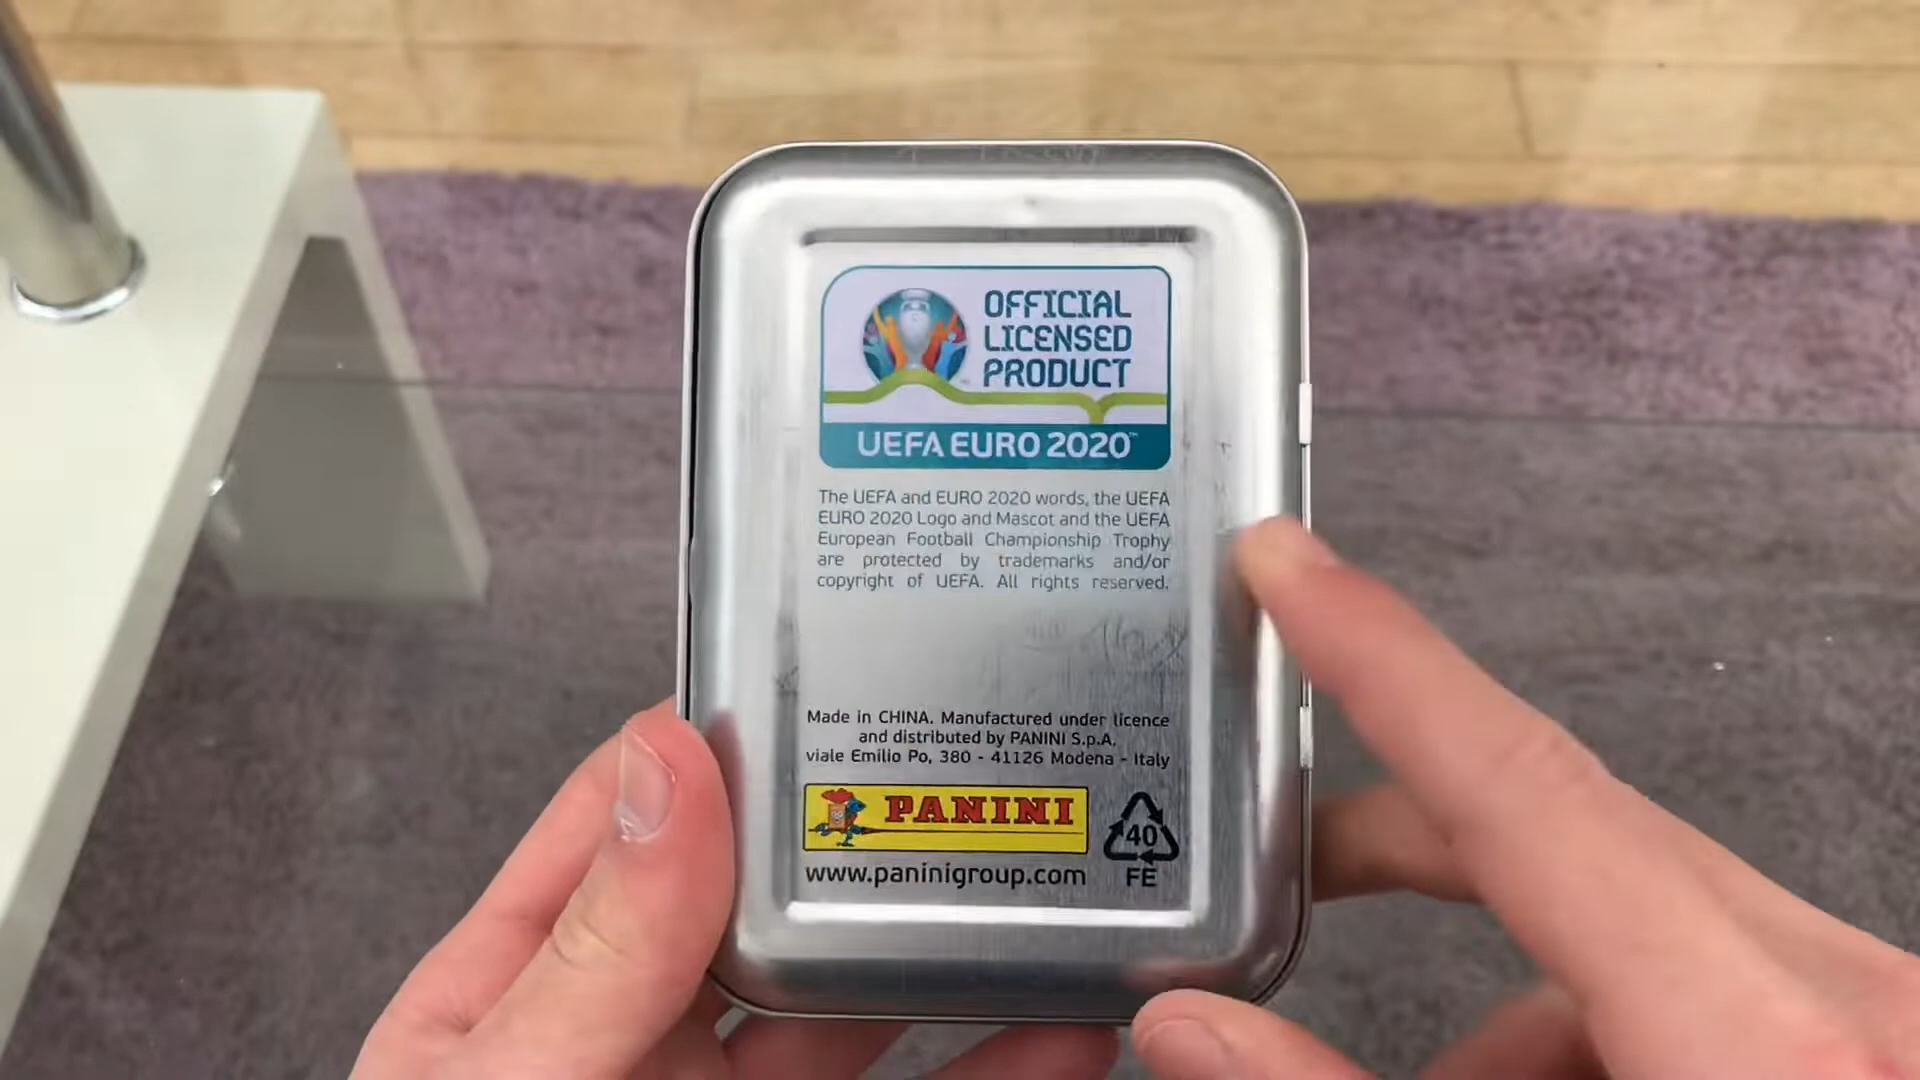 OFFICIAL
LICENSED
PRODUCT
UEFA EURO 2020™
The UEFA and EURO 2020 words, the UEFA
EURO 2020 Logo and Mascot and the UEFA
European Football Championship Trophy
are protected by trademarks and/or
copyright of UEFA. All rights reserved.
Made in CHINA. Manufactured under licence
and distributed by PANINI S.p.A.
viale Emilio Po, 380 - 41126 Modena - Italy
PANINI
40
FE
www.paninigroup.com